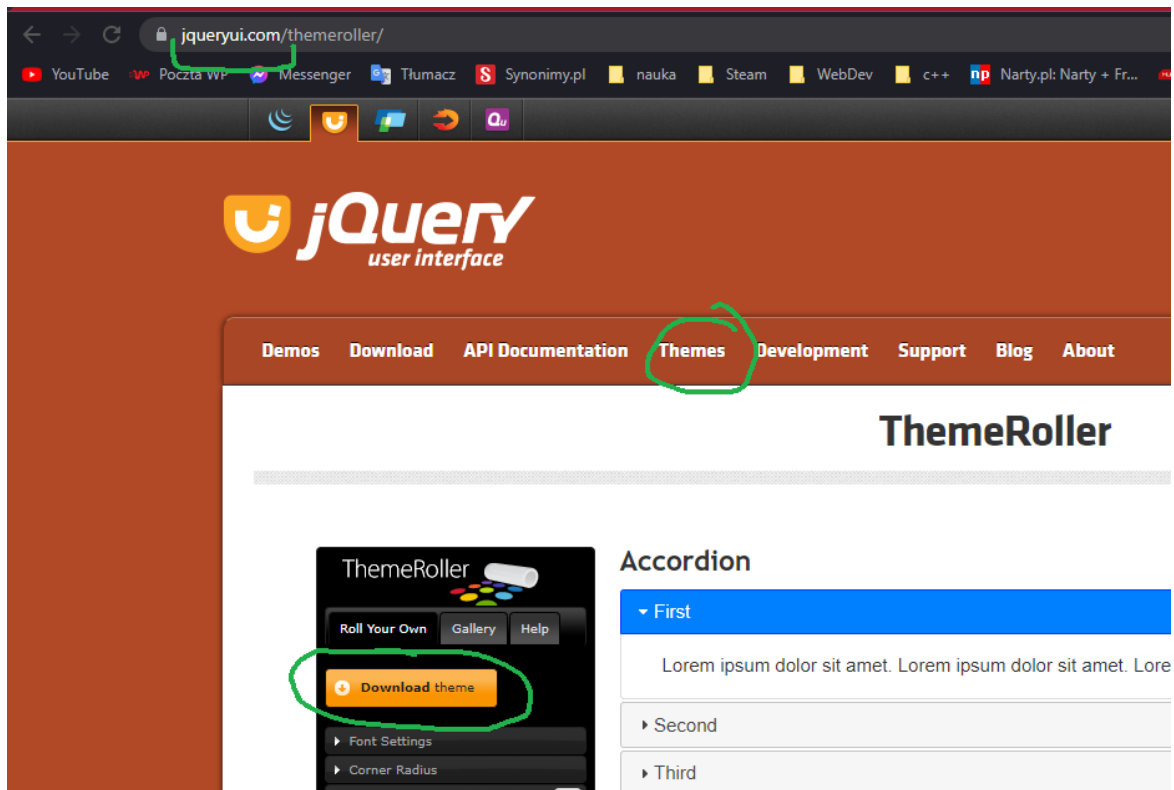 jqueryui.com/themeroller/
YouTube Poczta WP Messenger Tłumacz Synonimy.pl nauka Steam WebDev c++ Narty.pl: Narty + Fr...
jQuery
user interface
Demos Download API Documentation Themes Development Support Blog About
ThemeRoller
ThemeRoller
Roll Your Own Gallery Help
Download theme
Font Settings
Corner Radius
Accordion
First
Lorem ipsum dolor sit amet. Lorem ipsum dolor sit amet. Lore
Second
Third